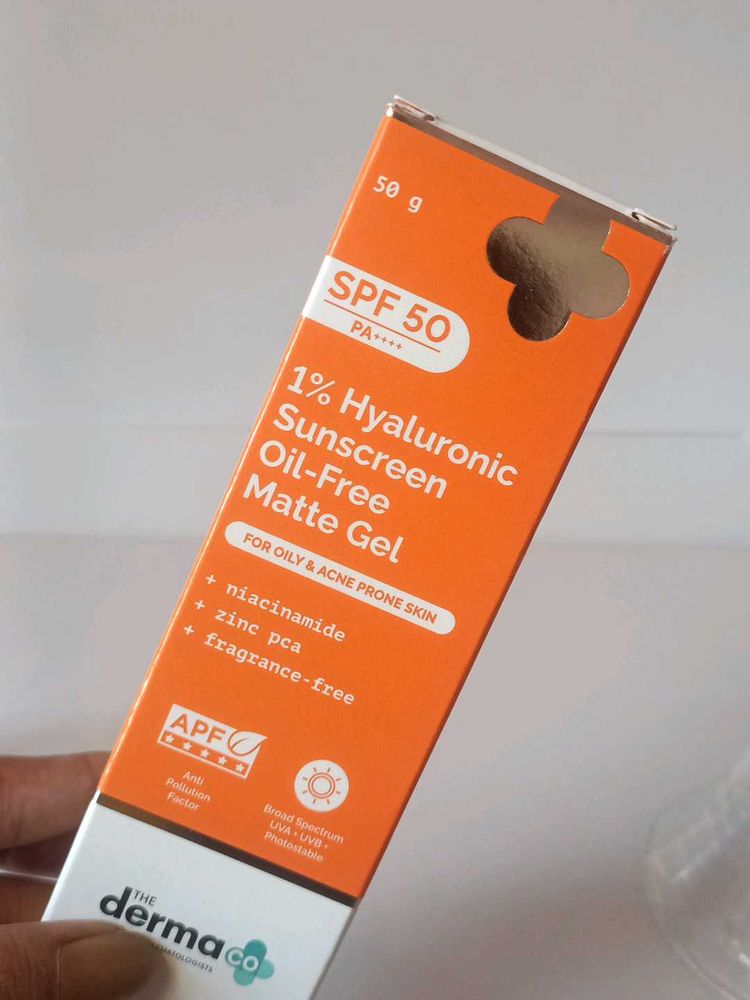 50 g
SPF 50
PA++++
1% Hyaluronic
Sunscreen
Oil-Free
Matte Gel
FOR OILY & ACNE PRONE SKIN
+ niacinamide
+ zinc pca
+ fragrance-free
APF
Anti
Pollution
Factor
Broad Spectrum
UVA + UVB +
Photostable
THE
derma co